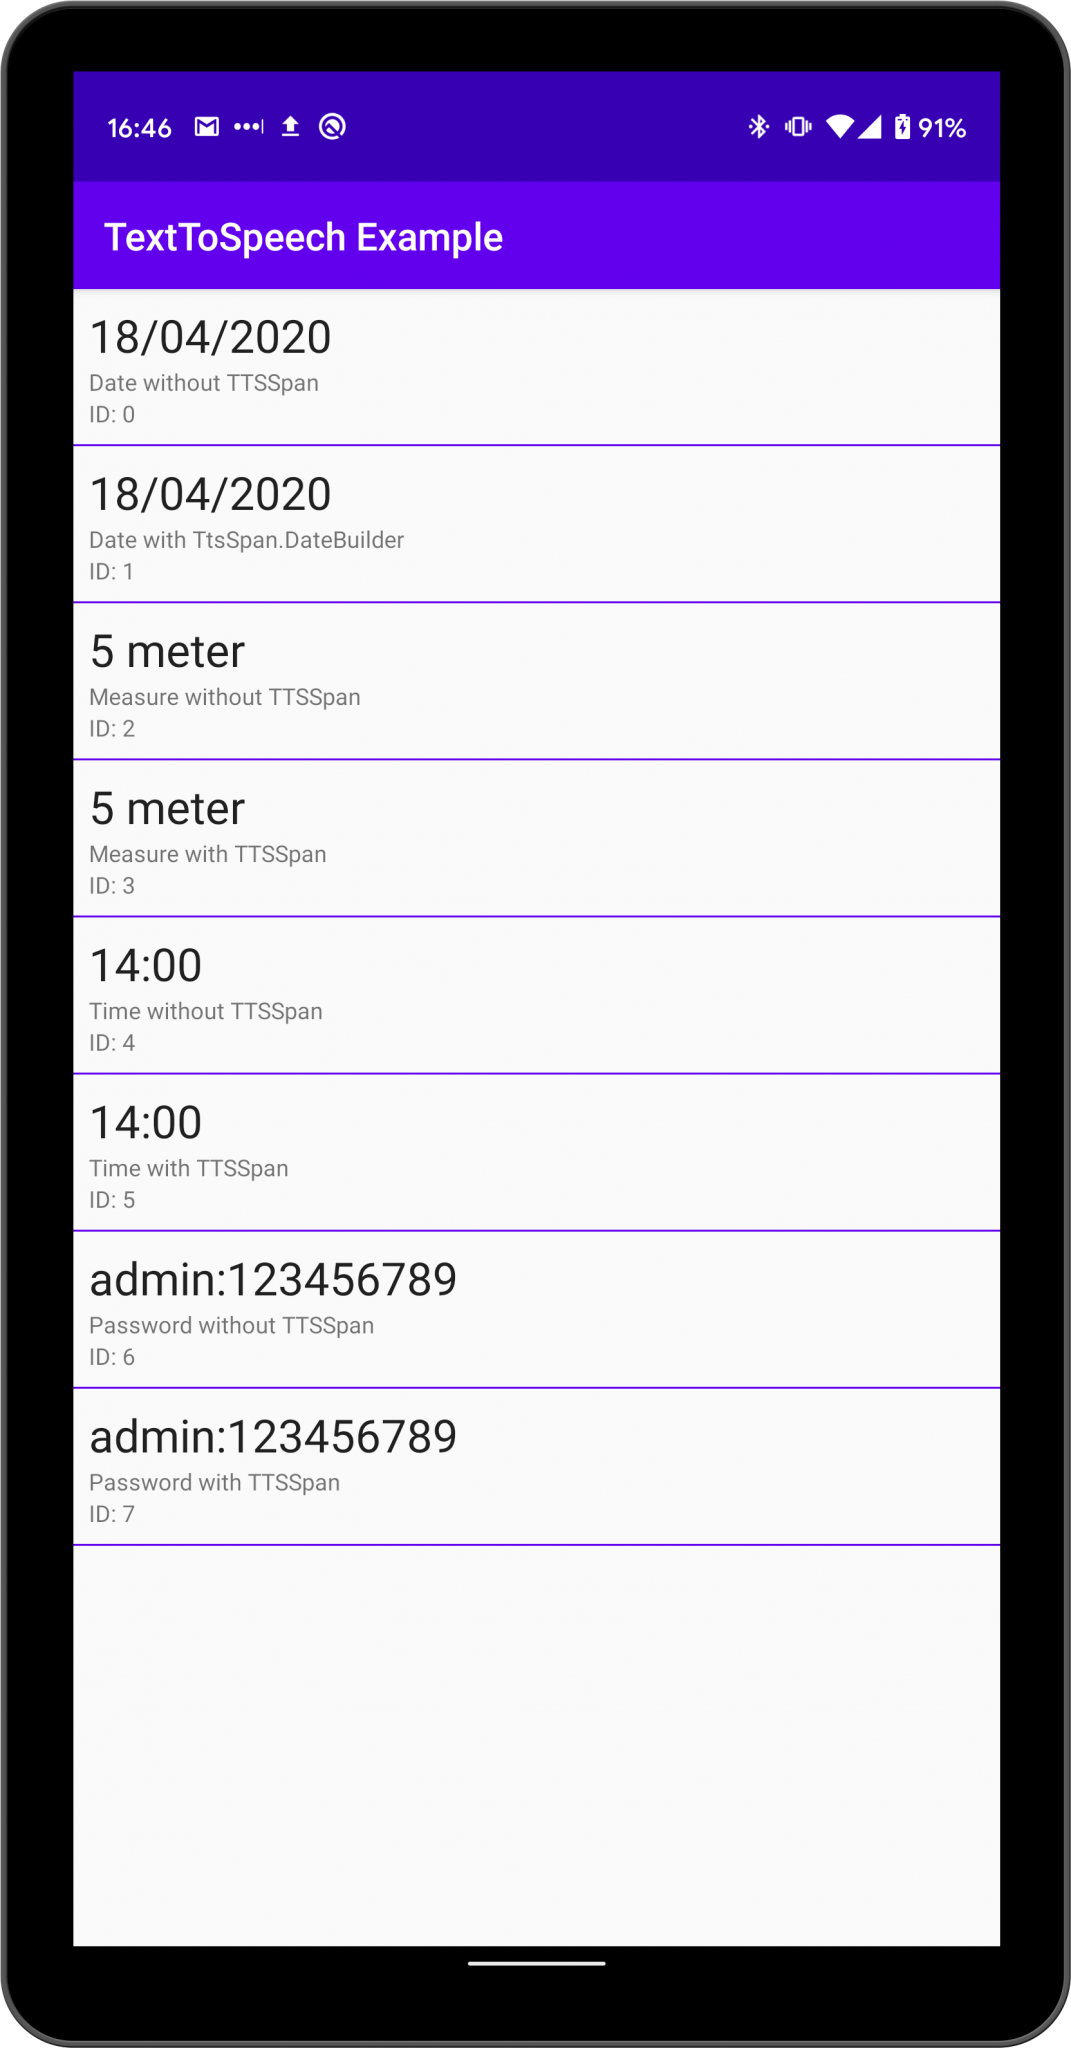 16:46 91%
TextToSpeech Example
18/04/2020
Date without TTSSpan
ID: 0
18/04/2020
Date with TtsSpan.DateBuilder
ID: 1
5 meter
Measure without TTSSpan
ID: 2
5 meter
Measure with TTSSpan
ID: 3
14:00
Time without TTSSpan
ID: 4
14:00
Time with TTSSpan
ID: 5
admin:123456789
Password without TTSSpan
ID: 6
admin:123456789
Password with TTSSpan
ID: 7